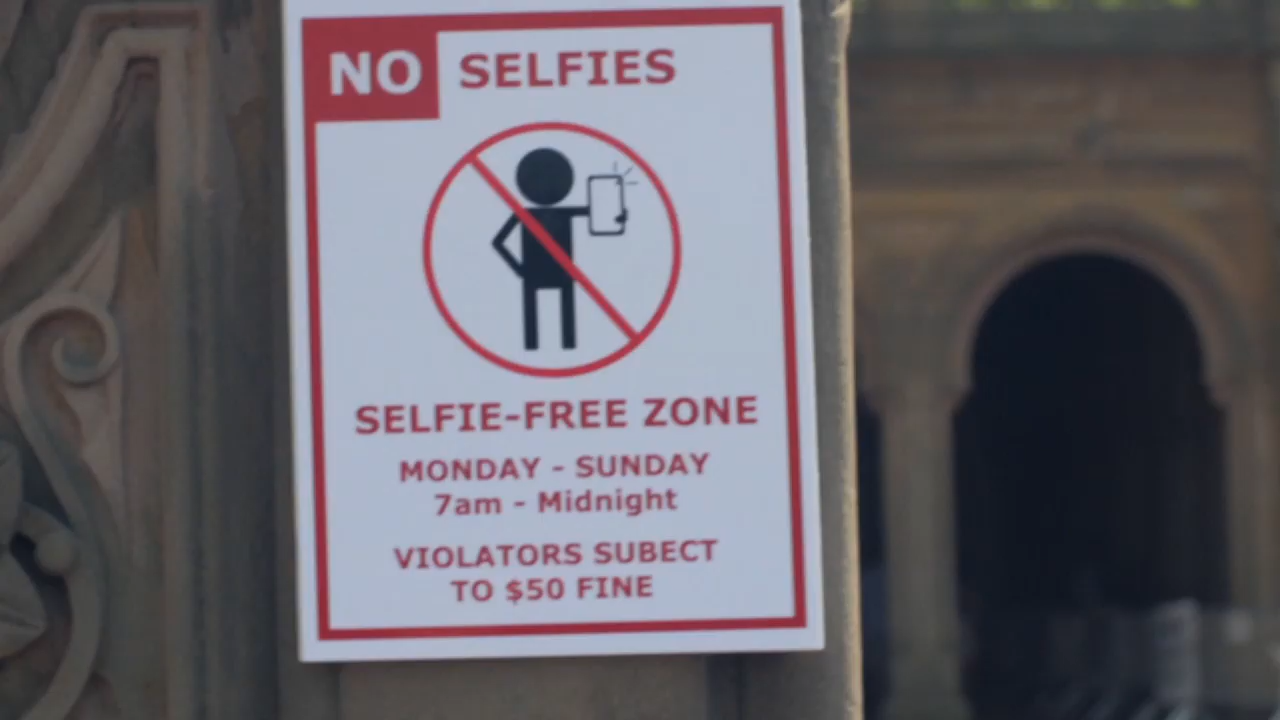 NO SELFIES
SELFIE-FREE ZONE
MONDAY - SUNDAY
7am - Midnight
VIOLATORS SUBECT
TO $50 FINE